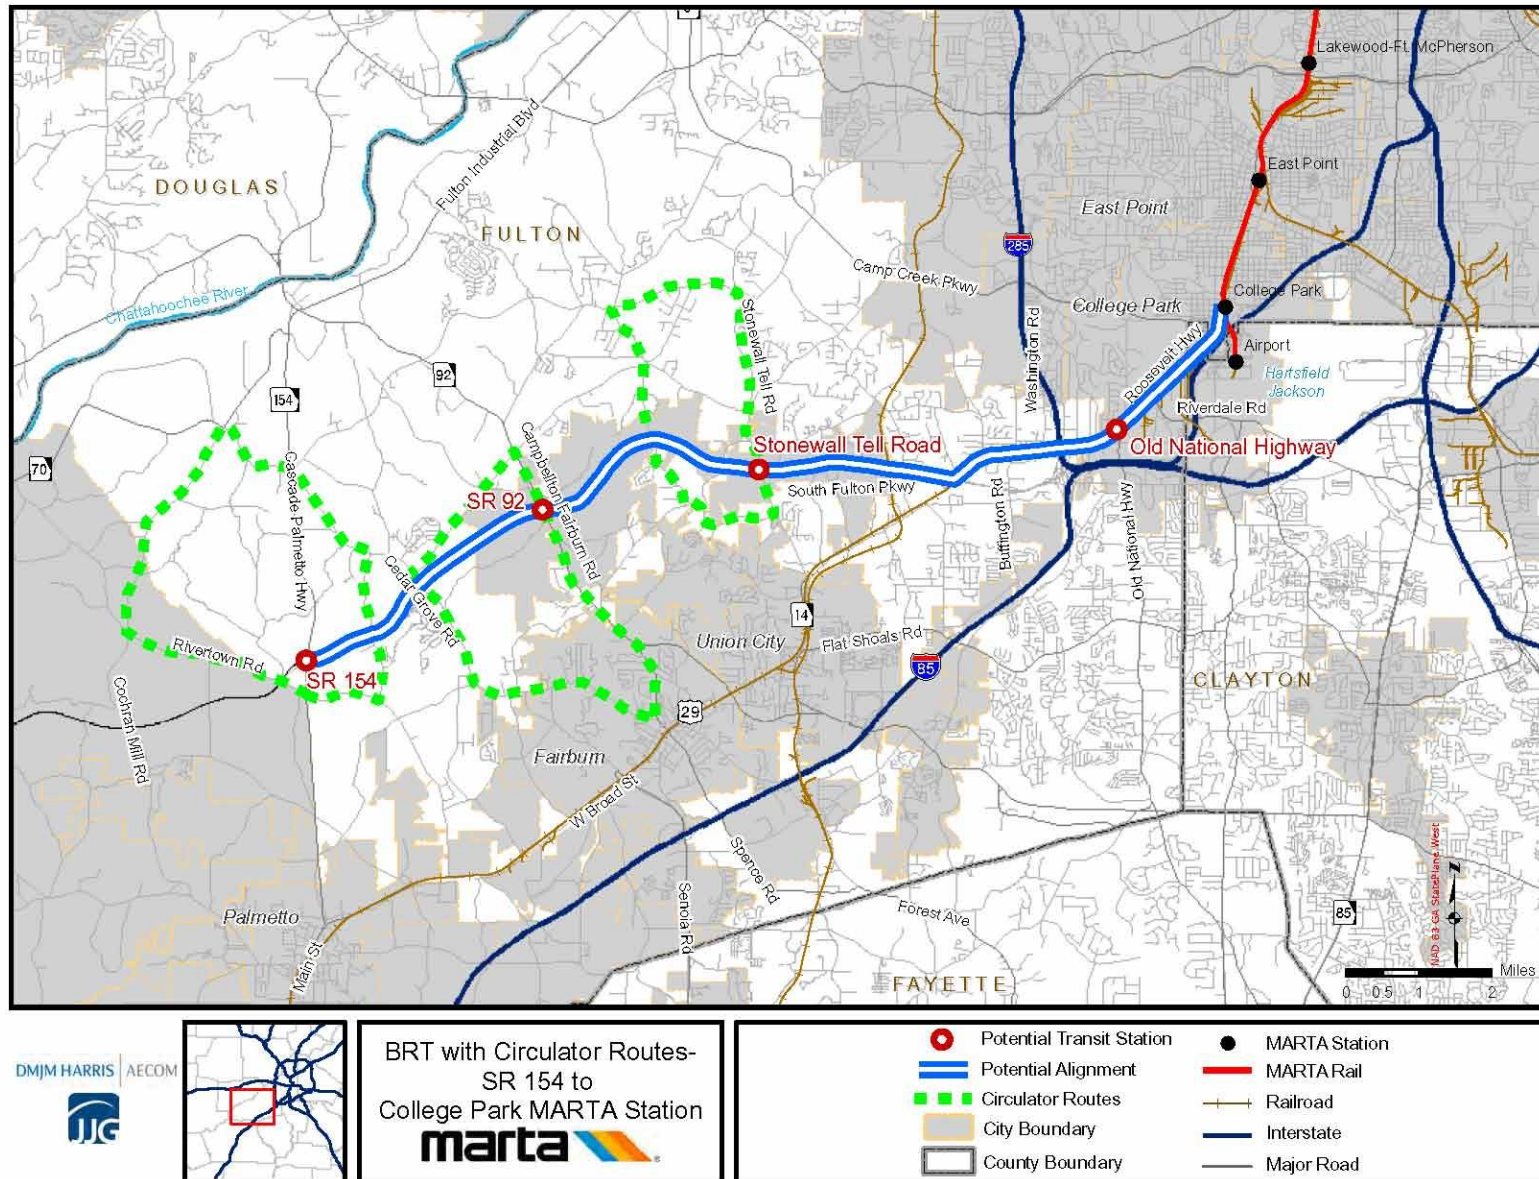 Lakewood-Ft. McPherson
Fulton Industrial Blvd
East Point
DOUGLAS
East Point
FULTON
285
Camp Creek Pkwy
Chattahoochee River
College Park
College Park
Stonewall Tell Rd
Washington Rd
Roosevelt Hwy
Airport
Hartsfield
Jackson
92
154
Riverdale Rd
Campbellton Fairburn Rd
Stonewall Tell Road
Old National Highway
70
Cascade-Palmetto Hwy
SR 92
South Fulton Pkwy
Buffington Rd
Old National Hwy
Cedar Grove Rd
14
Union City
Flat Shoals Rd
Rivertown Rd
85
SR 154
CLAYTON
Cochran Mill Rd
29
Fairburn
W Broad St
Spence Rd
Senoia Rd
Palmetto
Main St
Forest Ave
85
FAYETTE
NAD 83 GA StatePlane West
Z
Miles
0 0.5 1 2
DMJM HARRIS AECOM
JJG
BRT with Circulator Routes-
SR 154 to
College Park MARTA Station
marta
Potential Transit Station
Potential Alignment
Circulator Routes
City Boundary
County Boundary
MARTA Station
MARTA Rail
Railroad
Interstate
Major Road